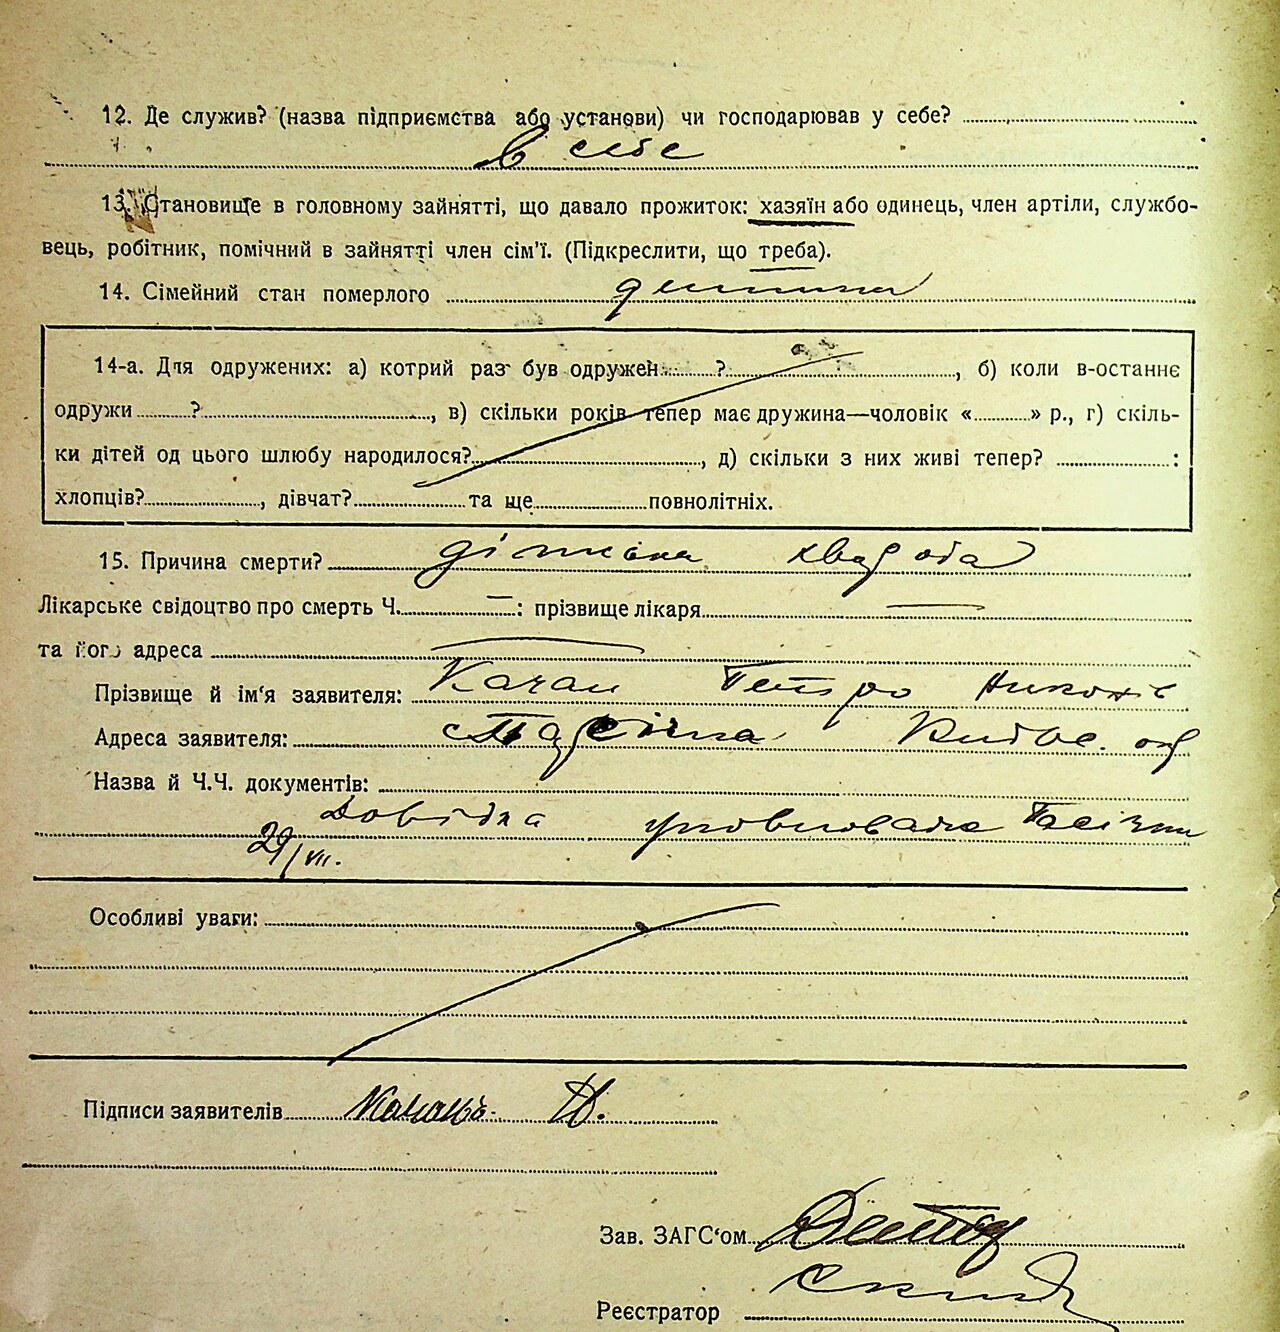 12. Де служив? (назва підприємства або установи) чи господарював у себе?
в себе
13. Становище в головному зайнятті, що давало прожиток: хазяїн або одинець, член артіли, службо-
вець, робітник, помічний в зайнятті член сім'ї. (Підкреслити, що треба).
14. Сімейний стан померлого дитина
14-а. Для одружених: а) котрий раз був одружен ? , б) коли в-останнє
одружи ? , в) скільки років тепер має дружина—чоловік « » р., г) скіль-
ки дітей од цього шлюбу народилося? , д) скільки з них живі тепер? :
хлопців? , дівчат? та ще повнолітніх.
15. Причина смерти? дітяча хвороба
Лікарське свідоцтво про смерть Ч. — : прізвище лікаря —
та його адреса —
Прізвище й ім'я заявителя: Качан Петро
Адреса заявителя:
Назва й Ч.Ч. документів:
Довідка
29/VII.
Особливі уваги:
Підписи заявителів Качанъ П.
Зав. ЗАГС'ом
Реєстратор